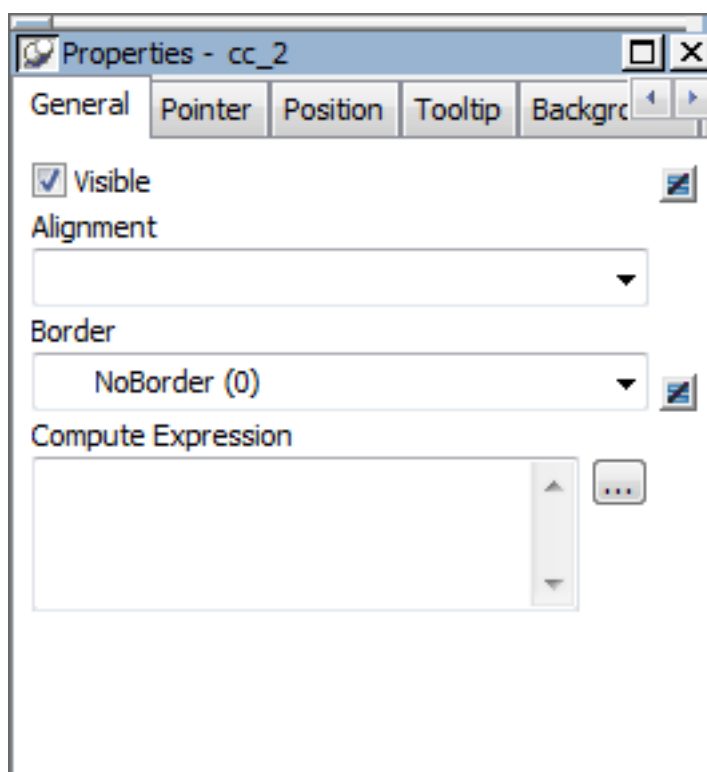 Properties - cc_2
General Pointer Position Tooltip
Visible
Alignment
Border
NoBorder (0)
Compute Expression
...